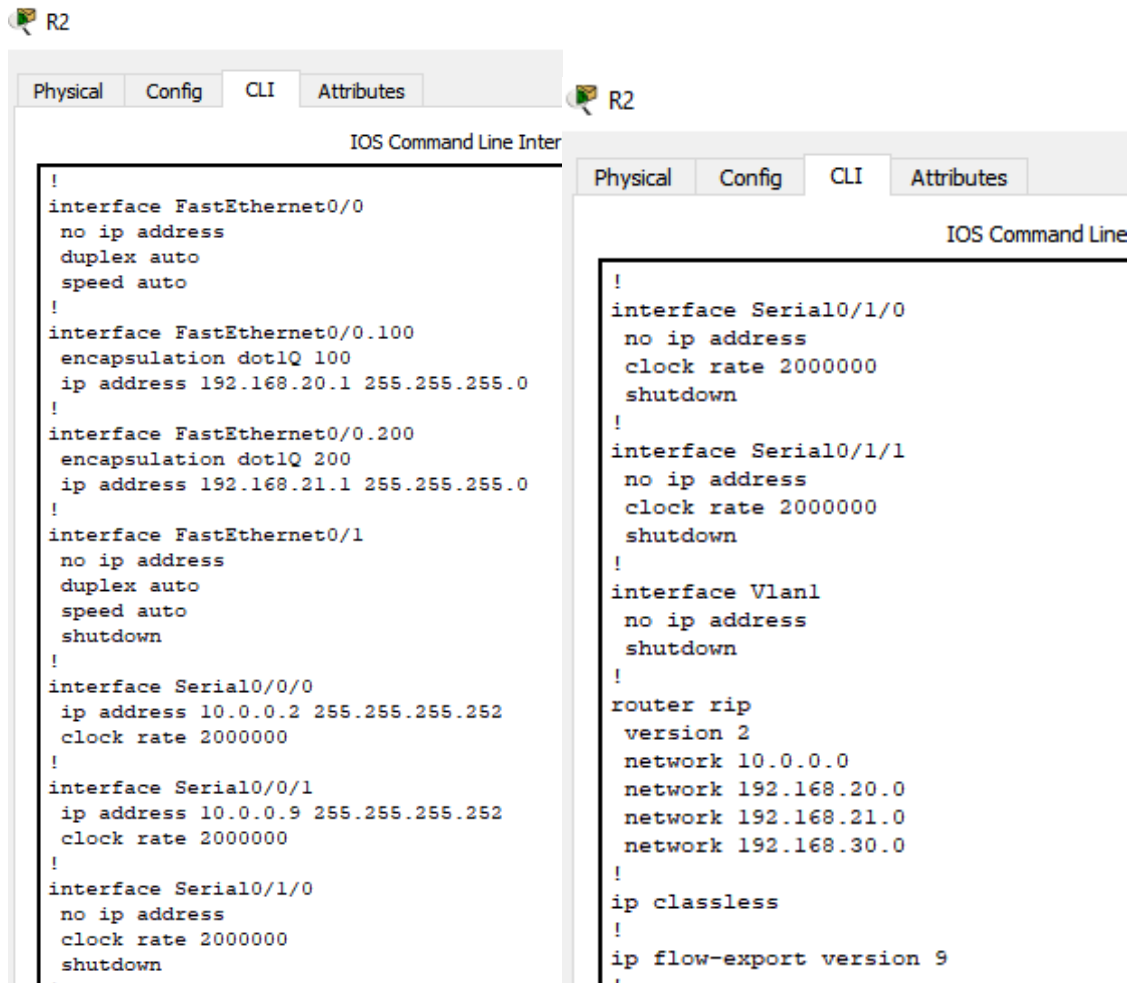 R2
Physical Config CLI Attributes
IOS Command Line Inter
!
interface FastEthernet0/0
 no ip address
 duplex auto
 speed auto
!
interface FastEthernet0/0.100
 encapsulation dot1Q 100
 ip address 192.168.20.1 255.255.255.0
!
interface FastEthernet0/0.200
 encapsulation dot1Q 200
 ip address 192.168.21.1 255.255.255.0
!
interface FastEthernet0/1
 no ip address
 duplex auto
 speed auto
 shutdown
!
interface Serial0/0/0
 ip address 10.0.0.2 255.255.255.252
 clock rate 2000000
!
interface Serial0/0/1
 ip address 10.0.0.9 255.255.255.252
 clock rate 2000000
!
interface Serial0/1/0
 no ip address
 clock rate 2000000
 shutdown
R2
Physical Config CLI Attributes
IOS Command Line
!
interface Serial0/1/0
 no ip address
 clock rate 2000000
 shutdown
!
interface Serial0/1/1
 no ip address
 clock rate 2000000
 shutdown
!
interface Vlan1
 no ip address
 shutdown
!
router rip
 version 2
 network 10.0.0.0
 network 192.168.20.0
 network 192.168.21.0
 network 192.168.30.0
!
ip classless
!
ip flow-export version 9